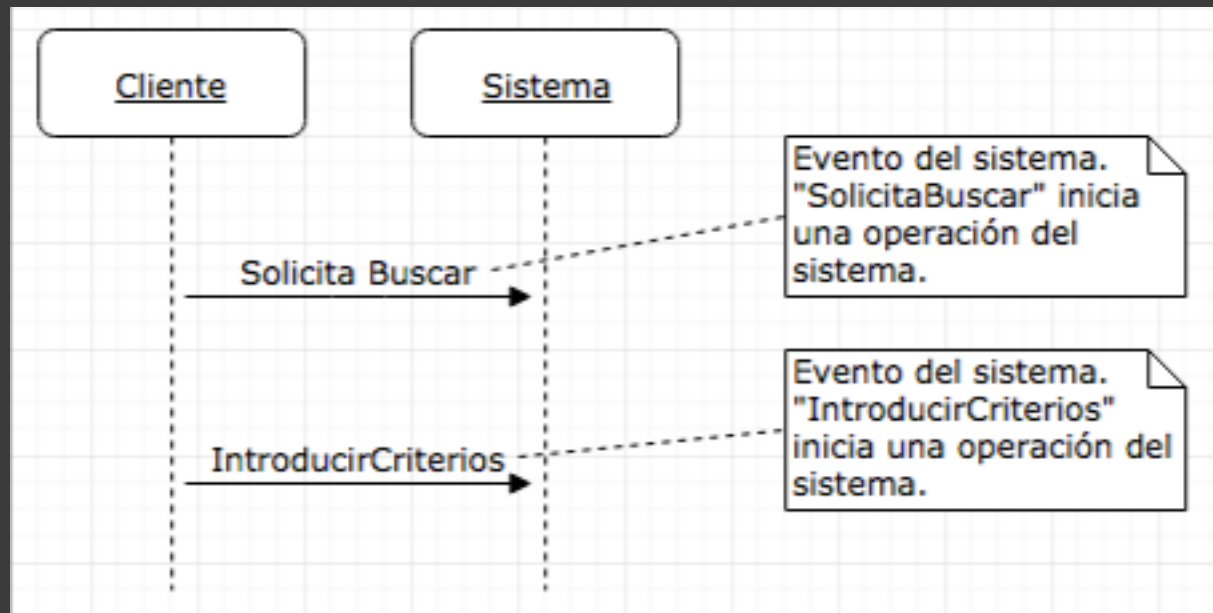 Cliente
Sistema
Evento del sistema.
"SolicitaBuscar" inicia
una operación del
sistema.
Solicita Buscar
Evento del sistema.
"IntroducirCriterios"
inicia una operación del
sistema.
IntroducirCriterios